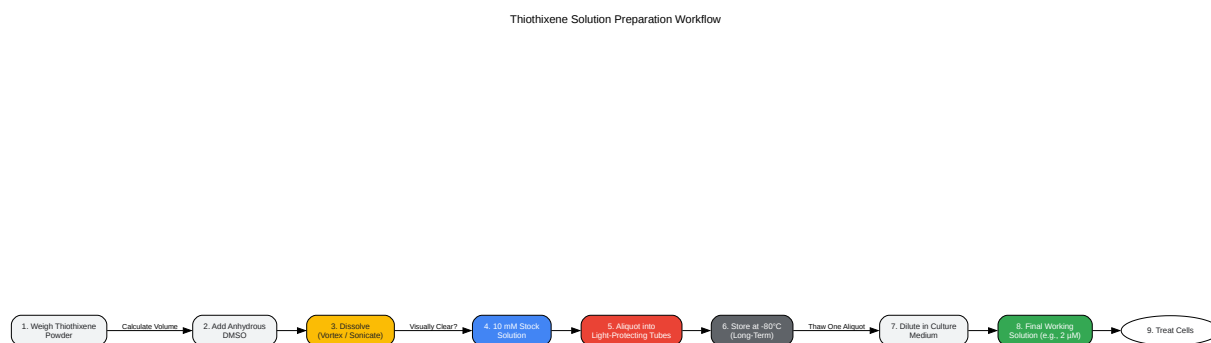 Thiothixene Solution Preparation Workflow
1. Weigh Thiothixene
Powder
Calculate Volume
2. Add Anhydrous
DMSO
3. Dissolve
(Vortex / Sonicate)
Visually Clear?
4. 10 mM Stock
Solution
5. Aliquot into
Light-Protecting Tubes
6. Store at -80°C
(Long-Term)
Thaw One Aliquot
7. Dilute in Culture
Medium
8. Final Working
Solution (e.g., 2 µM)
9. Treat Cells